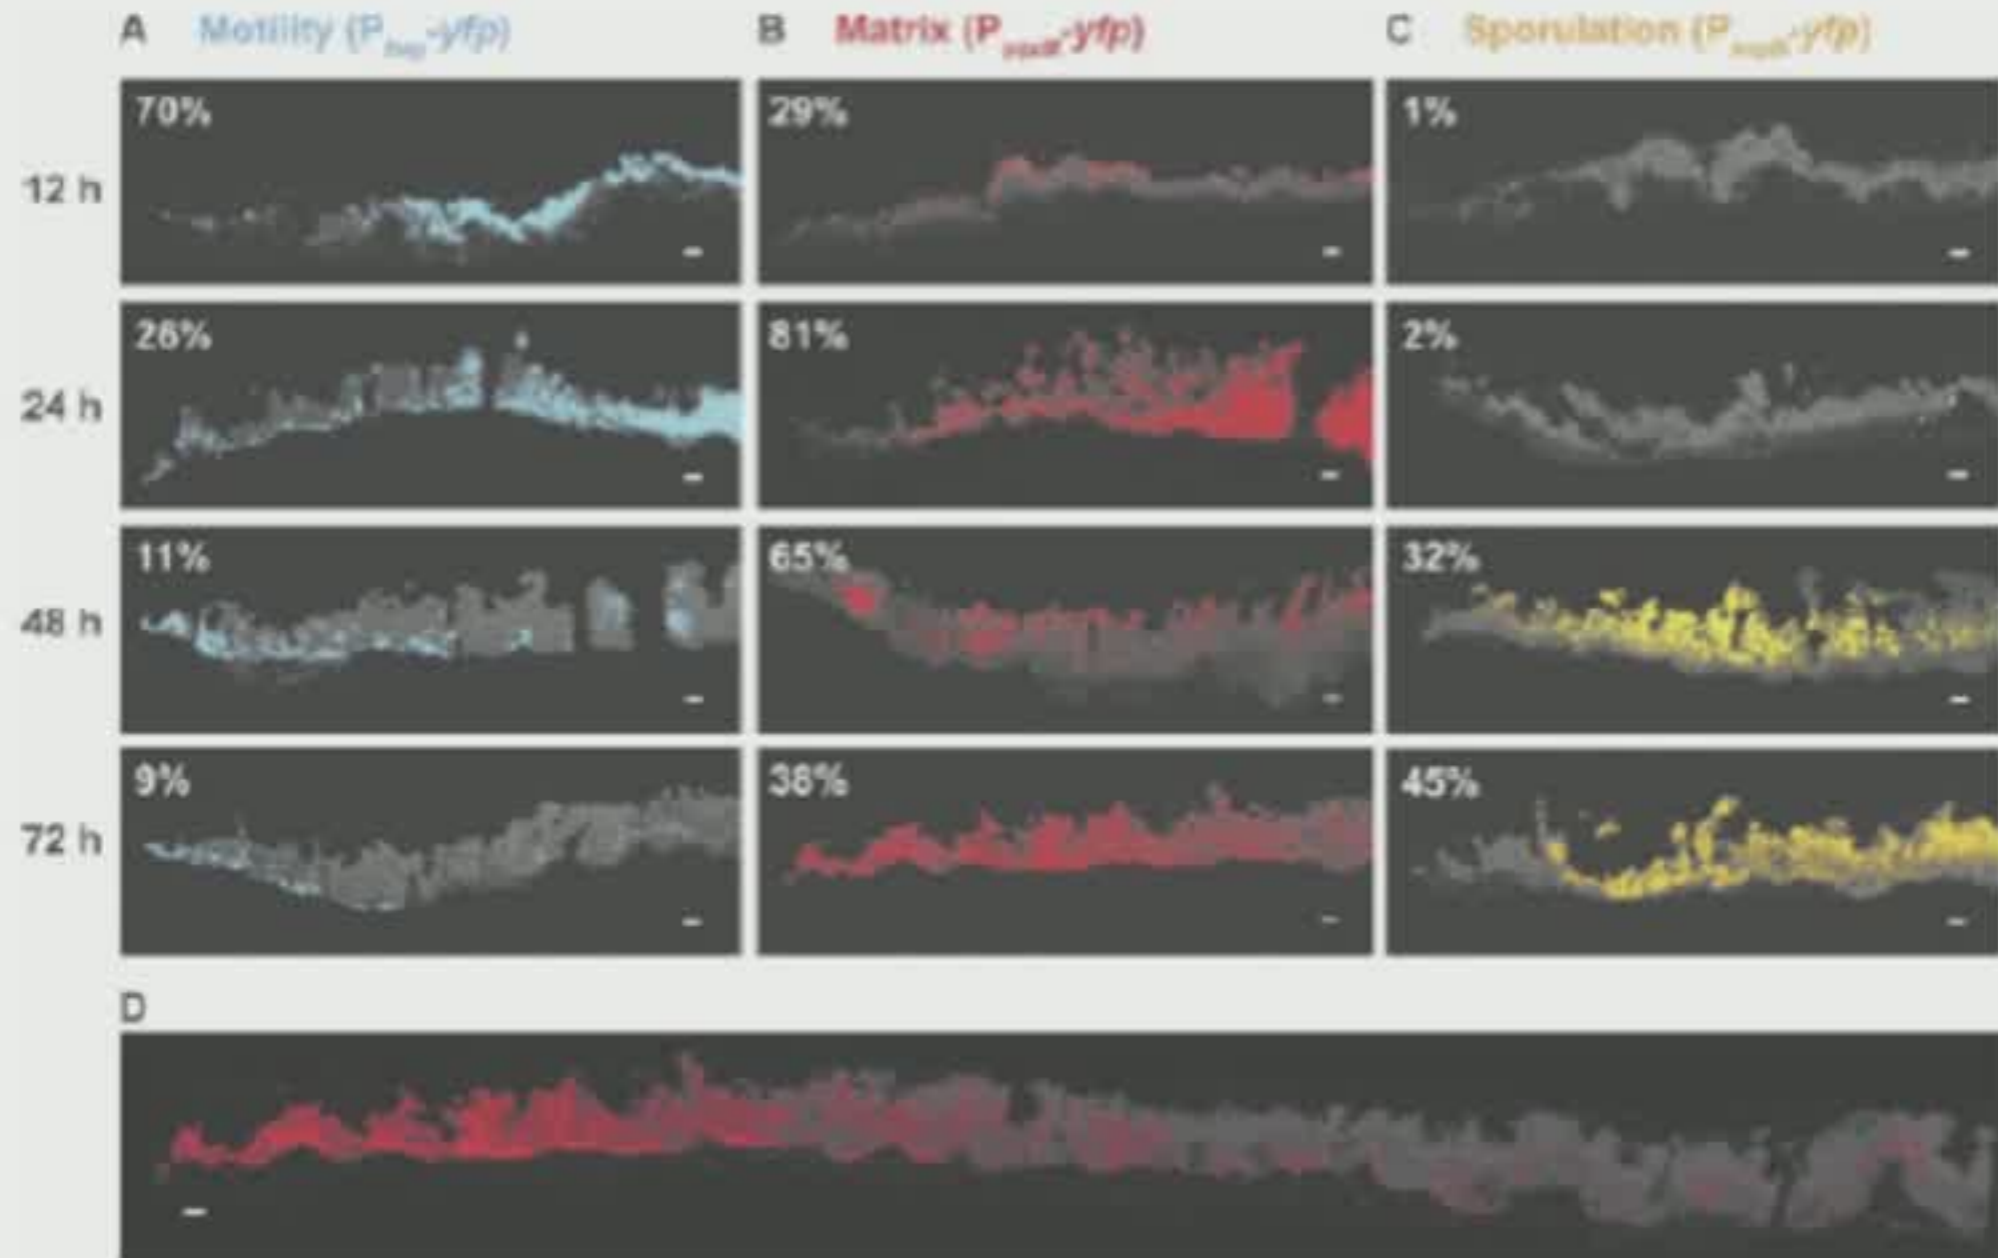 A Motility (P-yfp) B Matrix (P-yfp) C Sporulation (P-yfp)
12 h 70% 29% 1%
24 h 26% 81% 2%
48 h 11% 65% 32%
72 h 9% 38% 45%
D